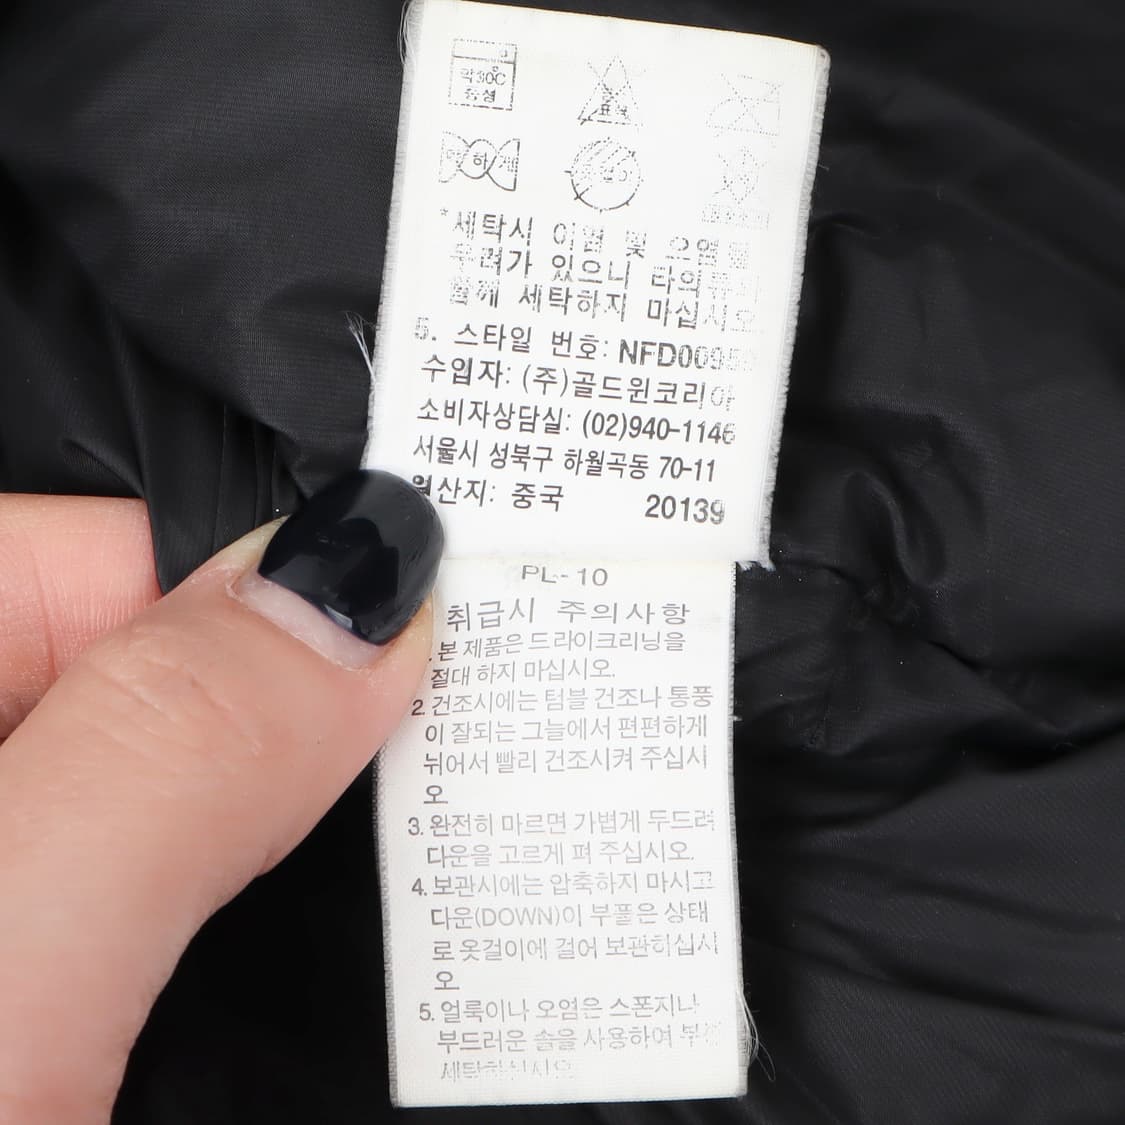 약30℃
중성
표백
약하게
*세탁시 이염 및 오염될
우려가 있으니 타의류와
함께 세탁하지 마십시오
5. 스타일 번호: NFD0095
수입자: (주)골드윈코리아
소비자상담실: (02)940-1146
서울시 성북구 하월곡동 70-11
원산지: 중국 20139
PL-10
취급시 주의사항
본 제품은 드라이크리닝을
절대 하지 마십시오.
2. 건조시에는 텀블 건조나 통풍
이 잘되는 그늘에서 편편하게
뉘어서 빨리 건조시켜 주십시
오
3. 완전히 마르면 가볍게 두드려
다운을 고르게 펴 주십시오.
4. 보관시에는 압축하지 마시고
다운(DOWN)이 부풀은 상태
로 옷걸이에 걸어 보관하십시
오
5. 얼룩이나 오염은 스폰지나
부드러운 솔을 사용하여
세탁하십시오